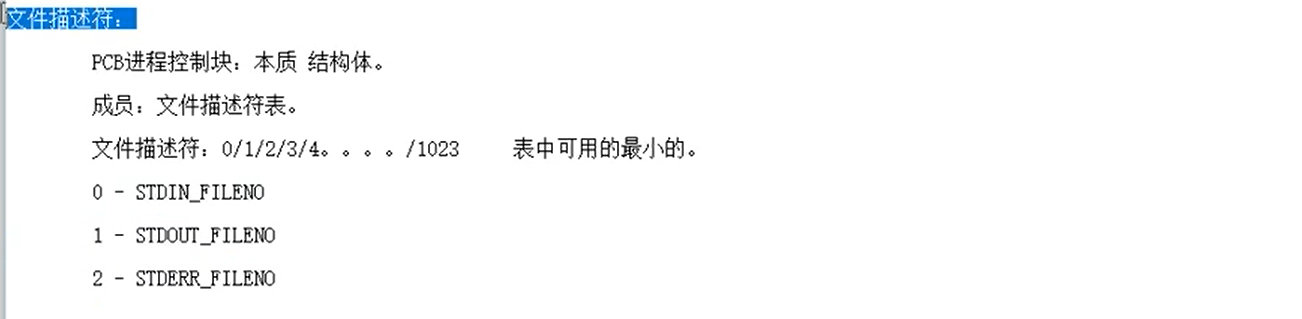 文件描述符：
PCB进程控制块：本质 结构体。
成员：文件描述符表。
文件描述符：0/1/2/3/4。。。。/1023 表中可用的最小的。
0 - STDIN_FILENO
1 - STDOUT_FILENO
2 - STDERR_FILENO